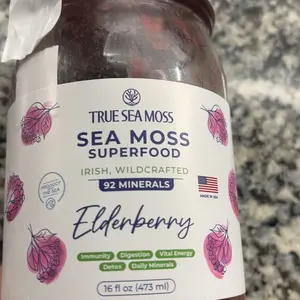 TRUE SEA MOSS
SEA MOSS
SUPERFOOD
IRISH, WILDCRAFTED
92 MINERALS
MADE IN USA
Elderberry
Immunity Digestion Vital Energy
Detox Daily Minerals
16 fl oz (473 ml)